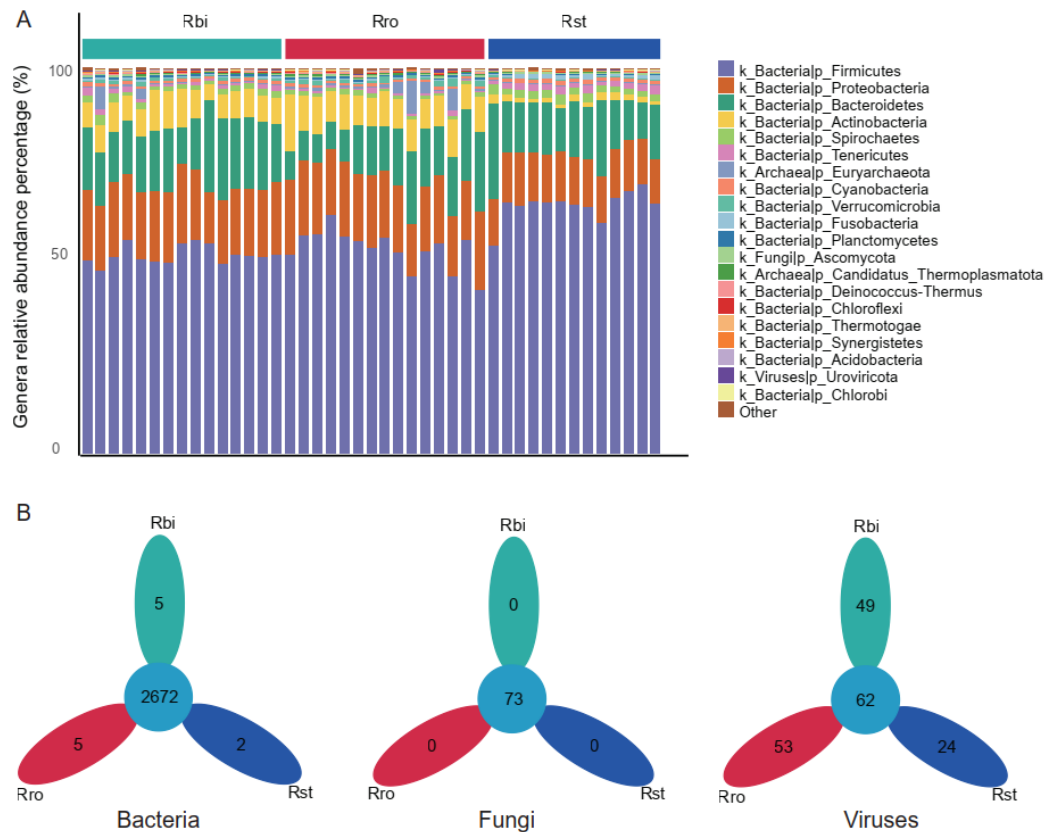 A
Rbi Rro Rst
Genera relative abundance percentage (%)
100
50
0
k_Bacteria|p_Firmicutes
k_Bacteria|p_Proteobacteria
k_Bacteria|p_Bacteroidetes
k_Bacteria|p_Actinobacteria
k_Bacteria|p_Spirochaetes
k_Bacteria|p_Tenericutes
k_Archaea|p_Euryarchaeota
k_Bacteria|p_Cyanobacteria
k_Bacteria|p_Verrucomicrobia
k_Bacteria|p_Fusobacteria
k_Bacteria|p_Planctomycetes
k_Fungi|p_Ascomycota
k_Archaea|p_Candidatus_Thermoplasmatota
k_Bacteria|p_Deinococcus-Thermus
k_Bacteria|p_Chloroflexi
k_Bacteria|p_Thermotogae
k_Bacteria|p_Synergistetes
k_Bacteria|p_Acidobacteria
k_Viruses|p_Uroviricota
k_Bacteria|p_Chlorobi
Other
B
Rbi
5
2672
5 2
Rro Rst
Bacteria
Rbi
0
73
0 0
Rro Rst
Fungi
Rbi
49
62
53 24
Rro Rst
Viruses